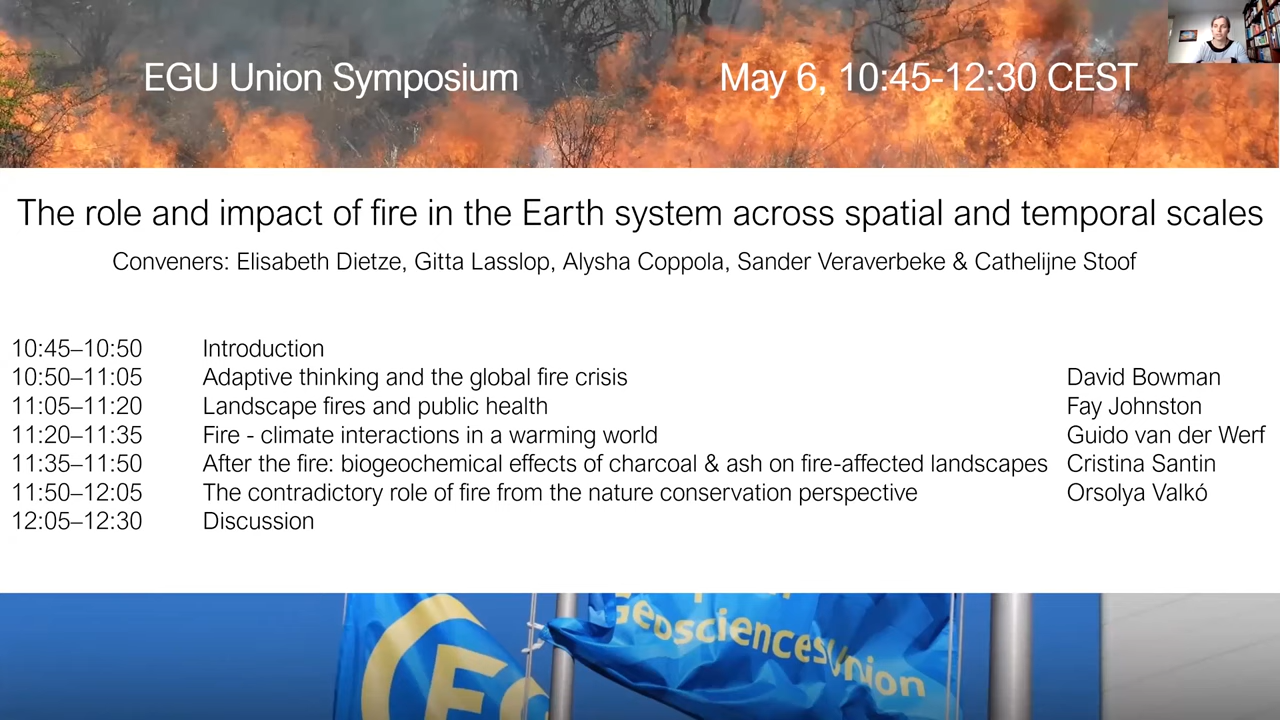 EGU Union Symposium
May 6, 10:45-12:30 CEST
The role and impact of fire in the Earth system across spatial and temporal scales
Conveners: Elisabeth Dietze, Gitta Lasslop, Alysha Coppola, Sander Veraverbeke & Cathelijne Stoof
10:45–10:50 Introduction
10:50–11:05 Adaptive thinking and the global fire crisis David Bowman
11:05–11:20 Landscape fires and public health Fay Johnston
11:20–11:35 Fire - climate interactions in a warming world Guido van der Werf
11:35–11:50 After the fire: biogeochemical effects of charcoal & ash on fire-affected landscapes Cristina Santin
11:50–12:05 The contradictory role of fire from the nature conservation perspective Orsolya Valkó
12:05–12:30 Discussion
GeosciencesUnion